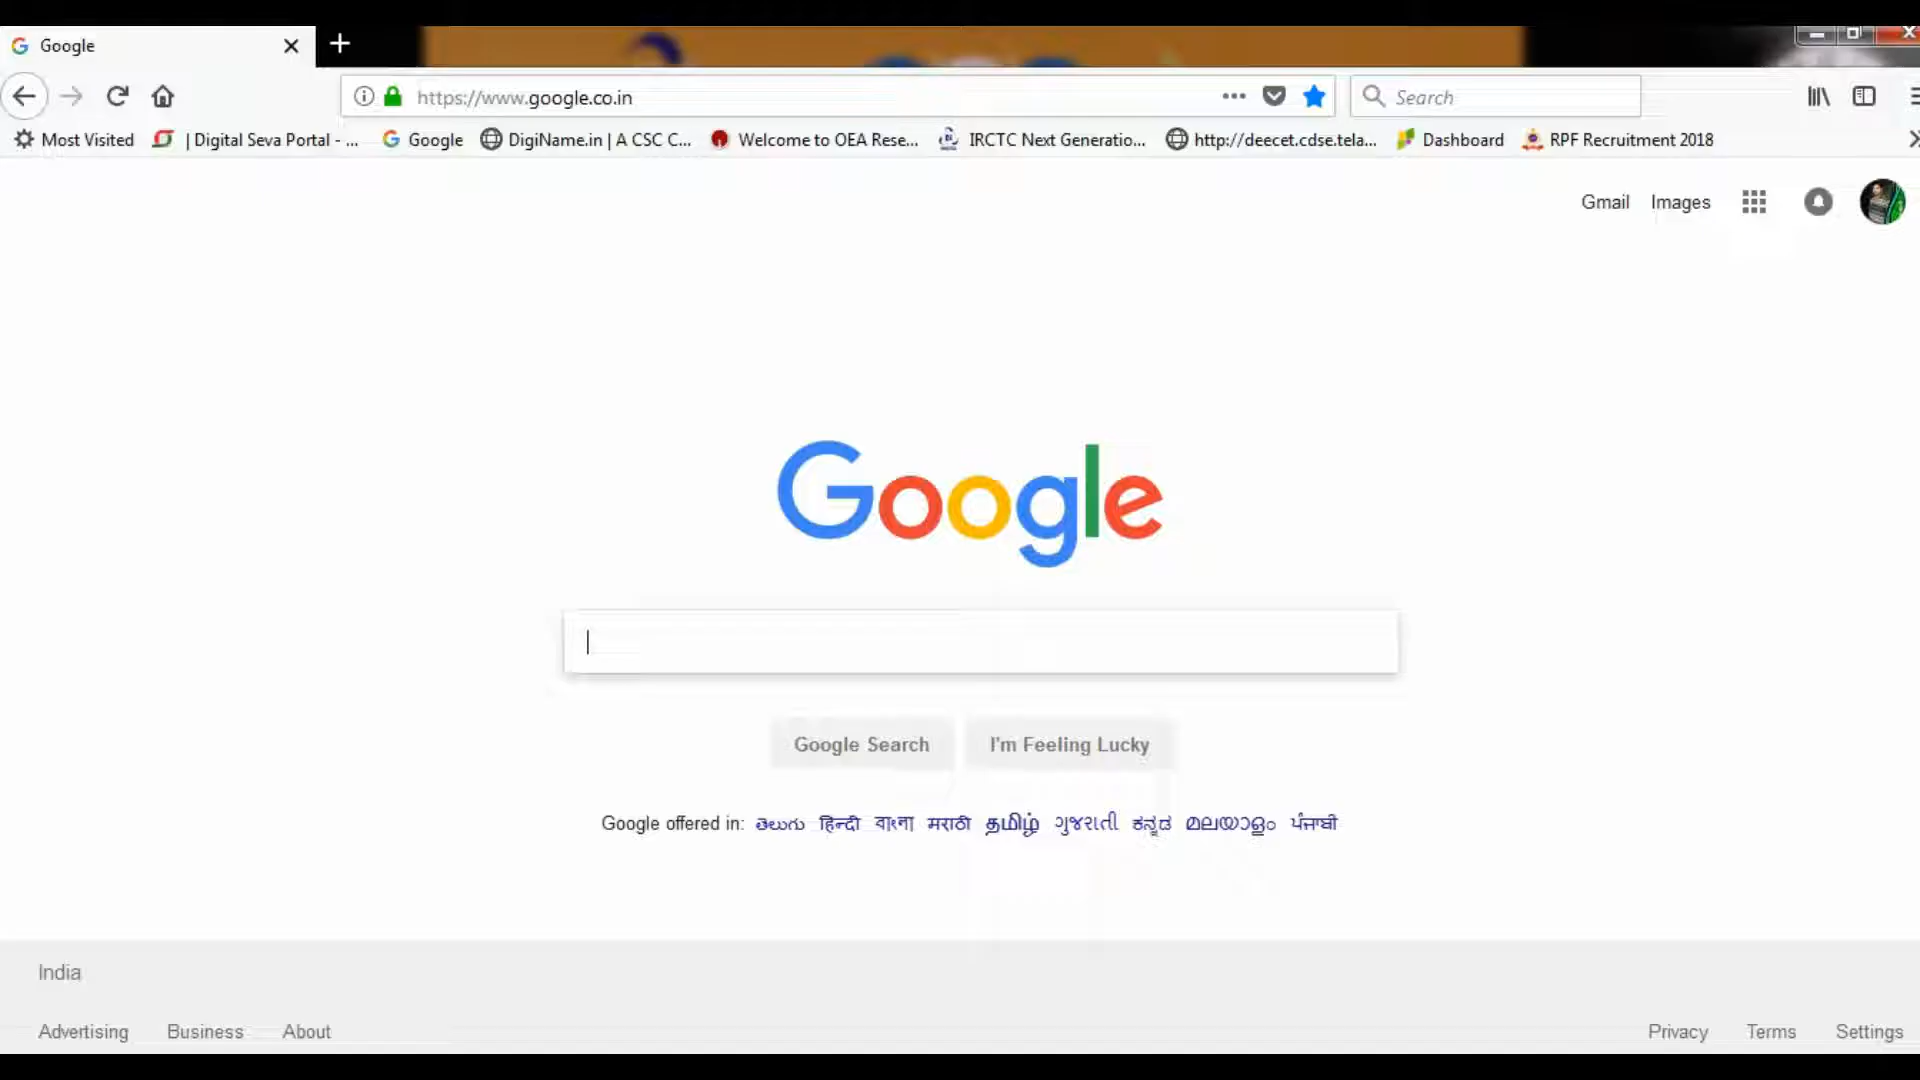 Google
https://www.google.co.in
Search
Most Visited | Digital Seva Portal - ... Google DigiName.in | A CSC C... Welcome to OEA Rese... IRCTC Next Generatio... http://deecet.cdse.tela... Dashboard RPF Recruitment 2018
Gmail Images
Google
Google Search I'm Feeling Lucky
Google offered in: తెలుగు हिन्दी বাংলা मराठी தமிழ் ગુજરાતી ಕನ್ನಡ മലയാളം ਪੰਜਾਬੀ
India
Advertising Business About Privacy Terms Settings